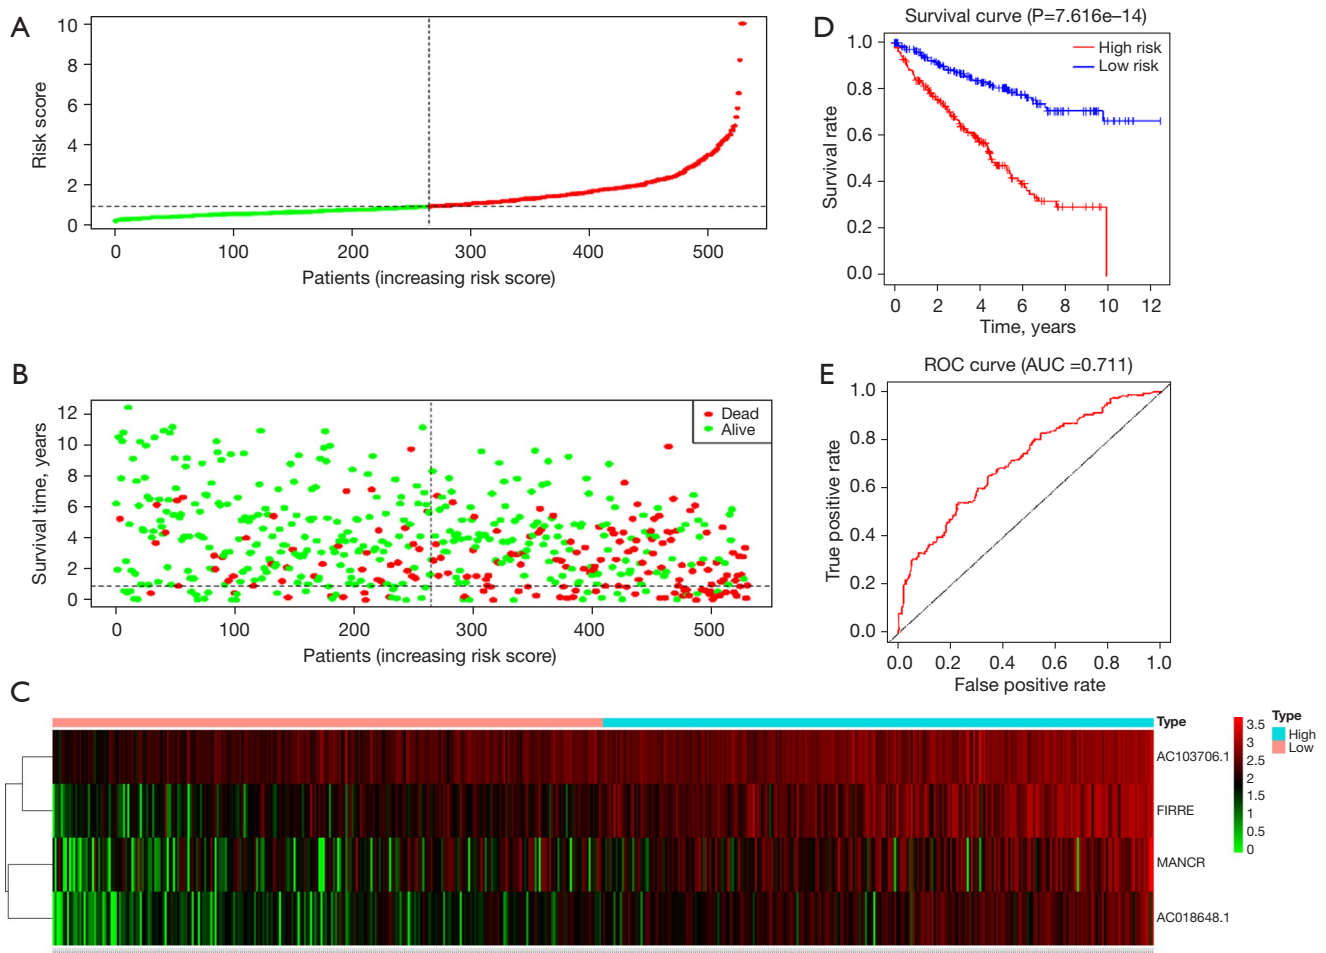 A
10
8
6
4
2
0
Risk score
0 100 200 300 400 500
Patients (increasing risk score)
D
Survival curve (P=7.616e–14)
High risk
Low risk
1.0
0.8
0.6
0.4
0.2
0.0
Survival rate
0 2 4 6 8 10 12
Time, years
B
Dead
Alive
12
10
8
6
4
2
0
Survival time, years
0 100 200 300 400 500
Patients (increasing risk score)
E
ROC curve (AUC =0.711)
1.0
0.8
0.6
0.4
0.2
0.0
True positive rate
0.0 0.2 0.4 0.6 0.8 1.0
False positive rate
C
Type
AC103706.1
FIRRE
MANCR
AC018648.1
3.5
3
2.5
2
1.5
1
0.5
0
Type
High
Low